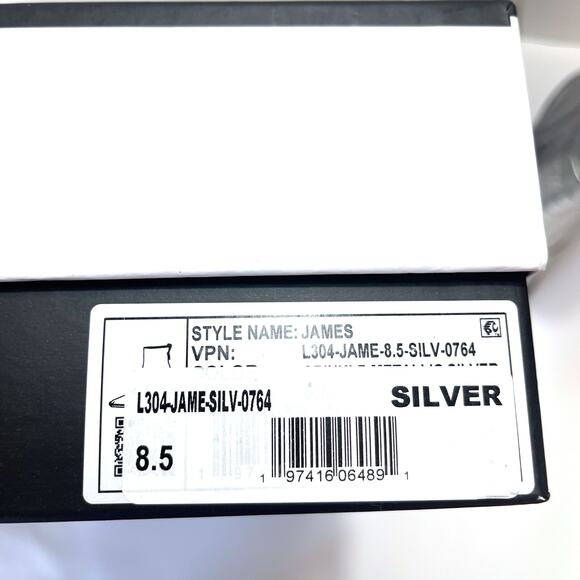 STYLE NAME: JAMES
VPN: L304-JAME-8.5-SILV-0764
L304-JAME-SILV-0764 SILVER
8.5
1 97416 06489 1